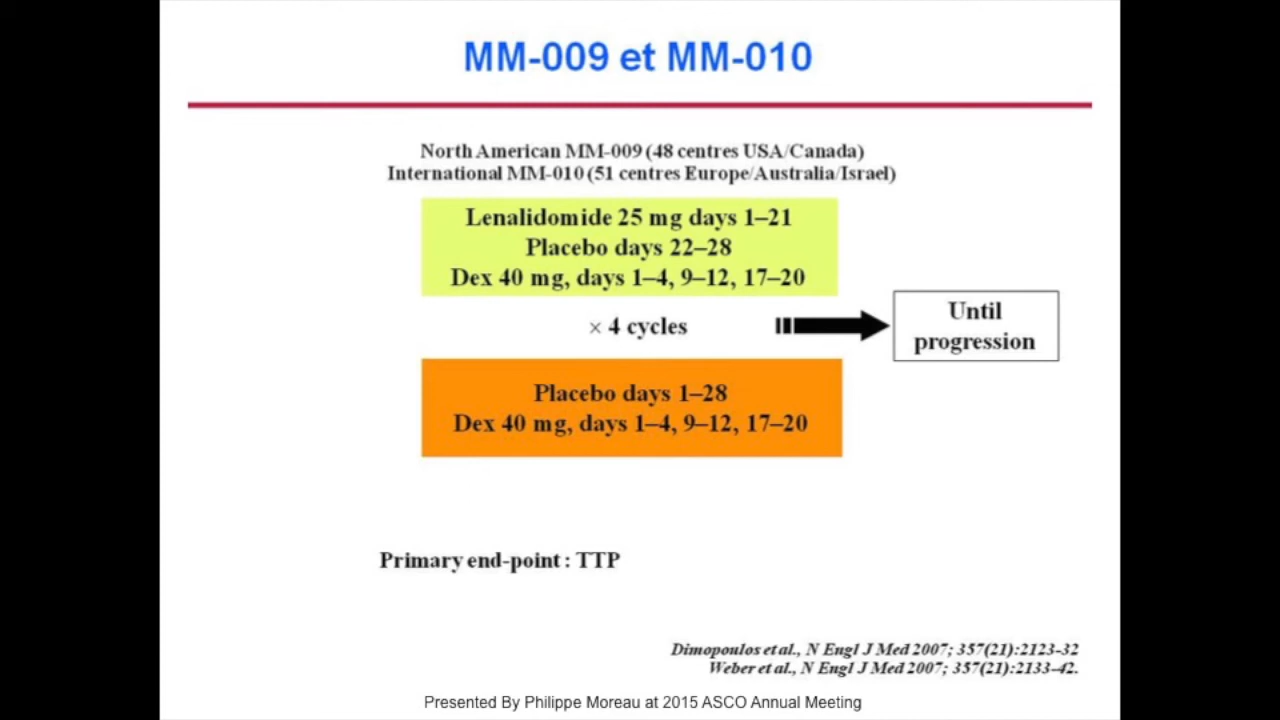 MM-009 et MM-010
North American MM-009 (48 centres USA/Canada)
International MM-010 (51 centres Europe/Australia/Israel)
Lenalidomide 25 mg days 1–21
Placebo days 22–28
Dex 40 mg, days 1–4, 9–12, 17–20
× 4 cycles
Until
progression
Placebo days 1–28
Dex 40 mg, days 1–4, 9–12, 17–20
Primary end-point : TTP
Dimopoulos et al., N Engl J Med 2007; 357(21):2123-32
Weber et al., N Engl J Med 2007; 357(21):2133-42.
Presented By Philippe Moreau at 2015 ASCO Annual Meeting